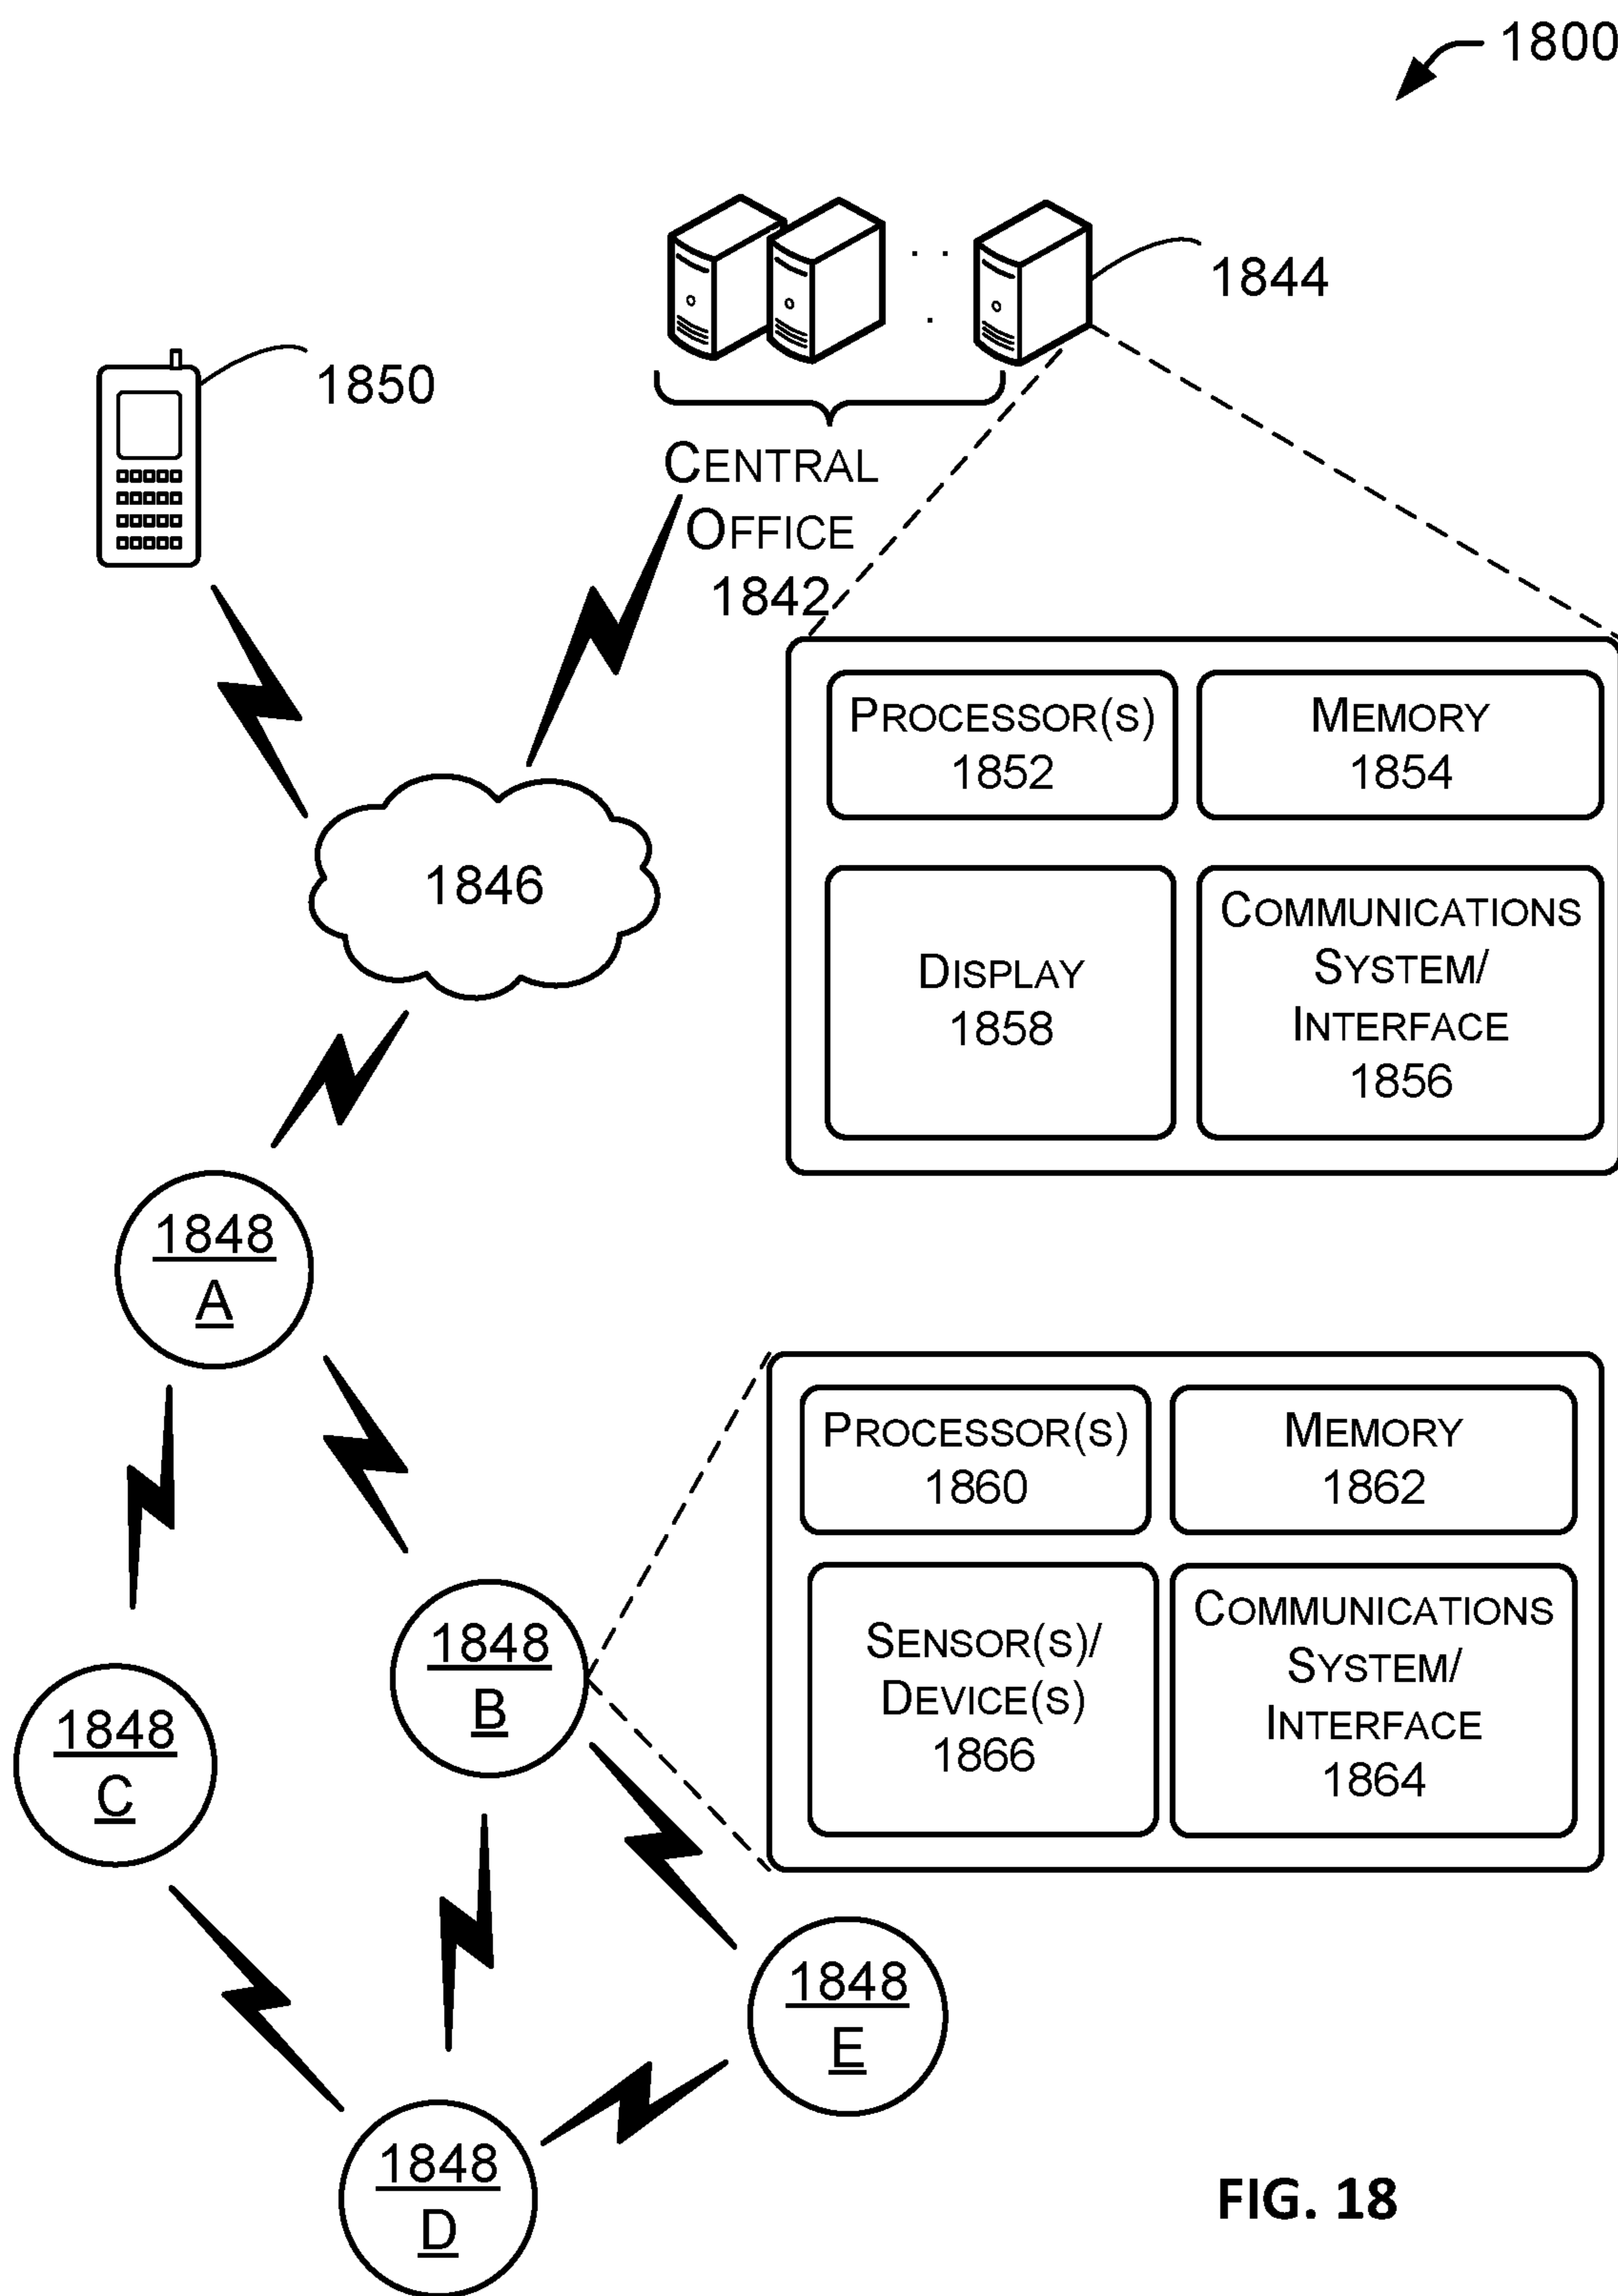 1800
1844
1850
CENTRAL
OFFICE
1842
PROCESSOR(S)
1852
MEMORY
1854
1846
DISPLAY
1858
COMMUNICATIONS
SYSTEM/
INTERFACE
1856
1848
A
PROCESSOR(S)
1860
MEMORY
1862
1848
B
SENSOR(S)/
DEVICE(S)
1866
COMMUNICATIONS
SYSTEM/
INTERFACE
1864
1848
C
1848
E
1848
D
FIG. 18